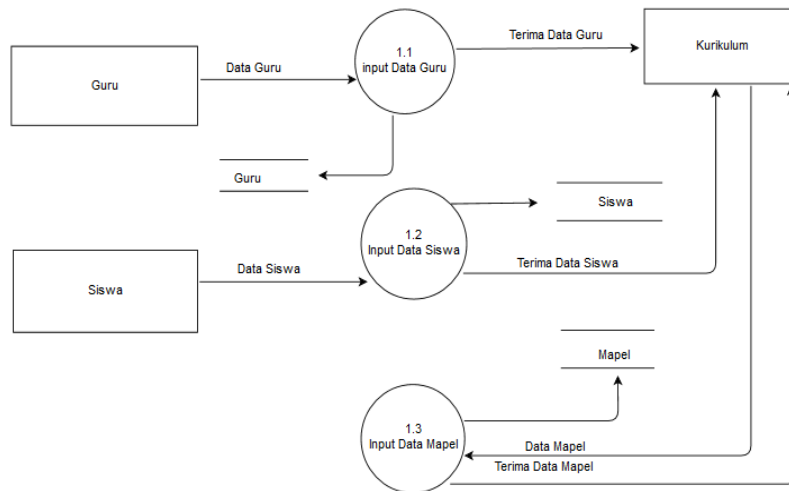 Terima Data Guru
Kurikulum
1.1
input Data Guru
Data Guru
Guru
Guru
Siswa
1.2
Input Data Siswa
Data Siswa
Terima Data Siswa
Siswa
Mapel
1.3
Input Data Mapel
Data Mapel
Terima Data Mapel